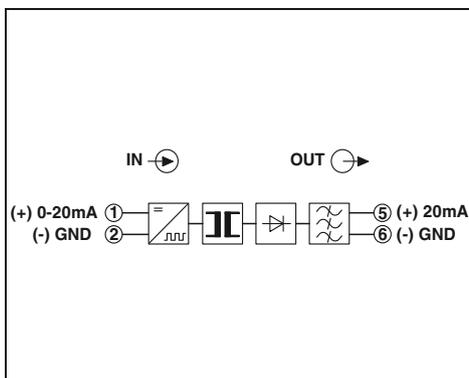 IN OUT
(+) 0-20mA 1 5 (+) 20mA
(-) GND 2 6 (-) GND